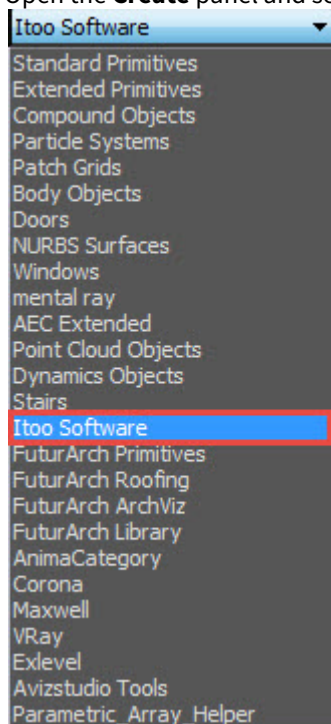 Open the Create panel and se
Itoo Software
Standard Primitives
Extended Primitives
Compound Objects
Particle Systems
Patch Grids
Body Objects
Doors
NURBS Surfaces
Windows
mental ray
AEC Extended
Point Cloud Objects
Dynamics Objects
Stairs
Itoo Software
FuturArch Primitives
FuturArch Roofing
FuturArch ArchViz
FuturArch Library
AnimaCategory
Corona
Maxwell
VRay
Exlevel
Avizstudio Tools
Parametric_Array_Helper